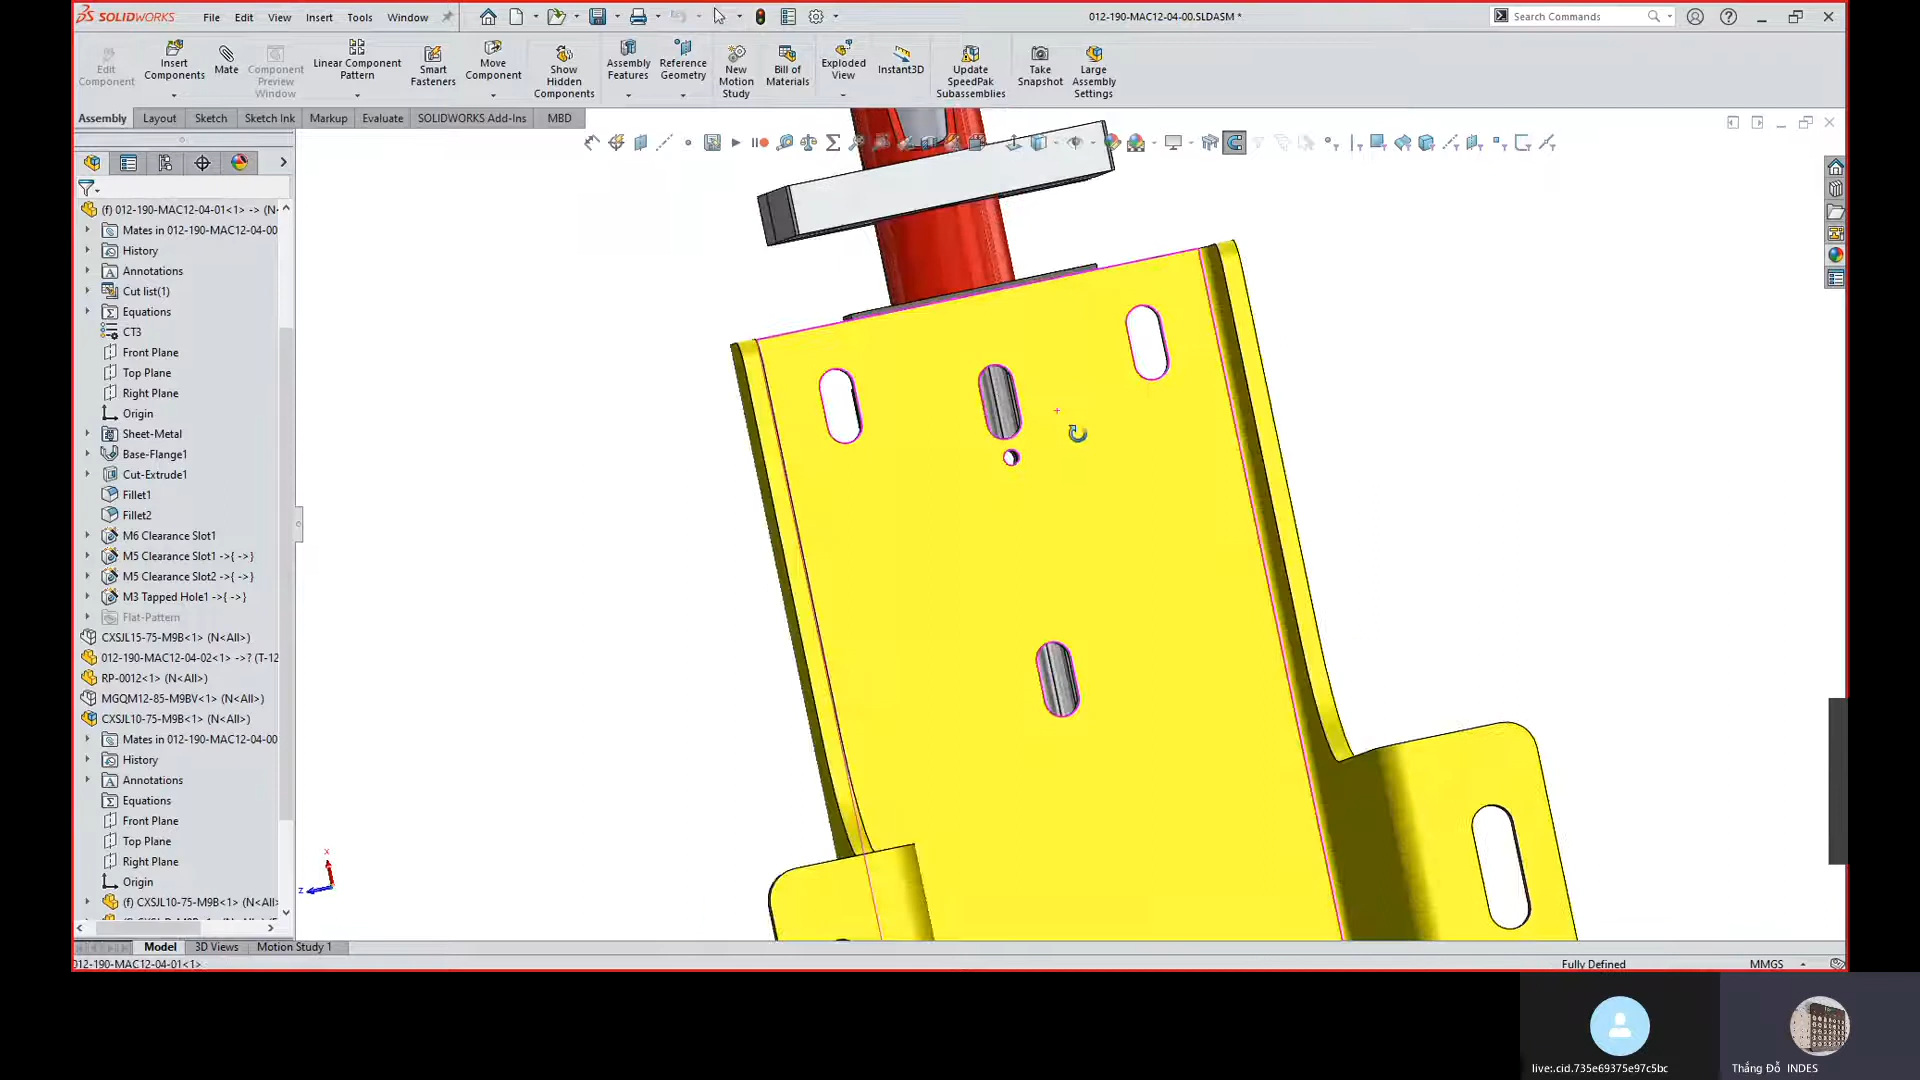 SOLIDWORKS File Edit View Insert Tools Window 012-190-MAC12-04-00.SLDASM * Search Commands
Edit Component
Insert Components
Mate
Component Preview Window
Linear Component Pattern
Smart Fasteners
Move Component
Show Hidden Components
Assembly Features
Reference Geometry
New Motion Study
Bill of Materials
Exploded View
Instant3D
Update SpeedPak Subassemblies
Take Snapshot
Large Assembly Settings
Assembly Layout Sketch Sketch Ink Markup Evaluate SOLIDWORKS Add-Ins MBD
(f) 012-190-MAC12-04-01<1> -> (N
Mates in 012-190-MAC12-04-00
History
Annotations
Cut list(1)
Equations
CT3
Front Plane
Top Plane
Right Plane
Origin
Sheet-Metal
Base-Flange1
Cut-Extrude1
Fillet1
Fillet2
M6 Clearance Slot1
M5 Clearance Slot1 ->{ ->}
M5 Clearance Slot2 ->{ ->}
M3 Tapped Hole1 ->{ ->}
Flat-Pattern
CXSJL15-75-M9B<1> (N<All>)
012-190-MAC12-04-02<1> ->? (T-12
RP-0012<1> (N<All>)
MGQM12-85-M9BV<1> (N<All>)
CXSJL10-75-M9B<1> (N<All>)
Mates in 012-190-MAC12-04-00
History
Annotations
Equations
Front Plane
Top Plane
Right Plane
Origin
(f) CXSJL10-75-M9B<1> (N<All>
x
z
Model 3D Views Motion Study 1
012-190-MAC12-04-01<1> Fully Defined MMGS
live:.cid.735e69375e97c5bc Thắng Đỗ INDES